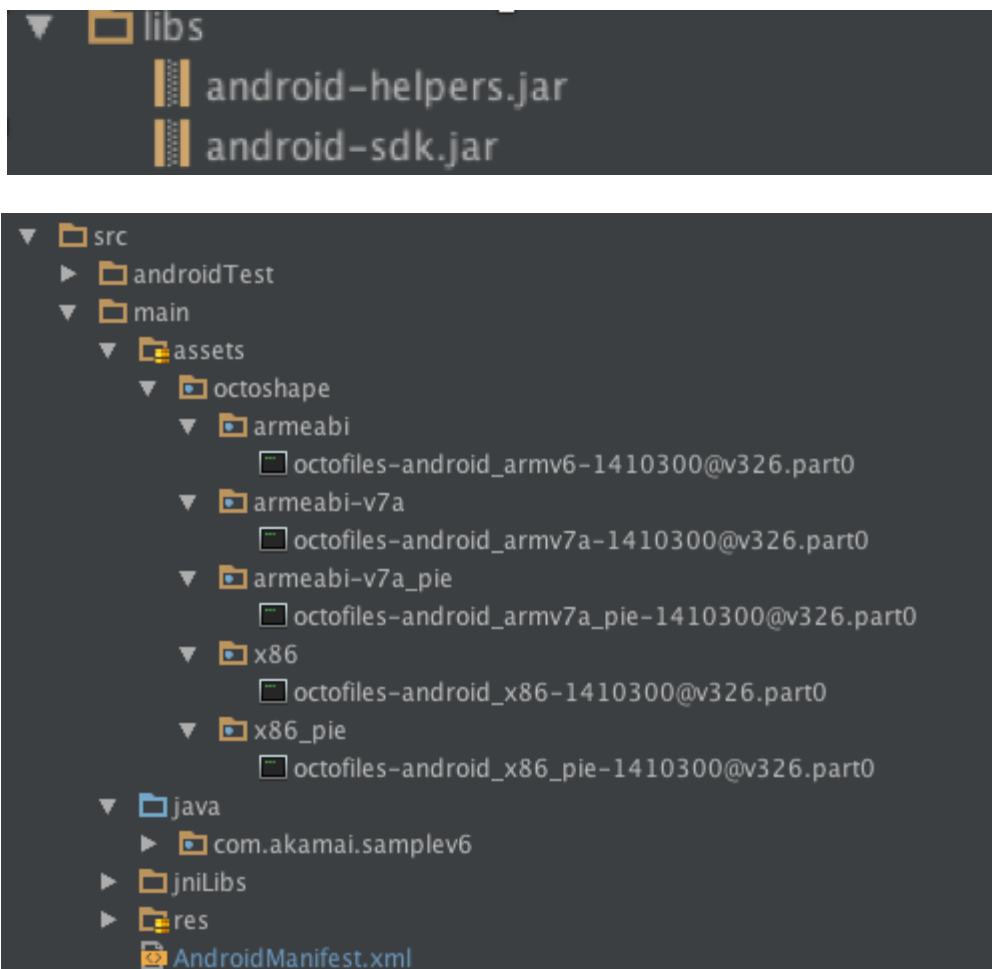 libs
android-helpers.jar
android-sdk.jar
src
androidTest
main
assets
octoshape
armeabi
octofiles-android_armv6-1410300@v326.part0
armeabi-v7a
octofiles-android_armv7a-1410300@v326.part0
armeabi-v7a_pie
octofiles-android_armv7a_pie-1410300@v326.part0
x86
octofiles-android_x86-1410300@v326.part0
x86_pie
octofiles-android_x86_pie-1410300@v326.part0
java
com.akamai.samplev6
jniLibs
res
AndroidManifest.xml